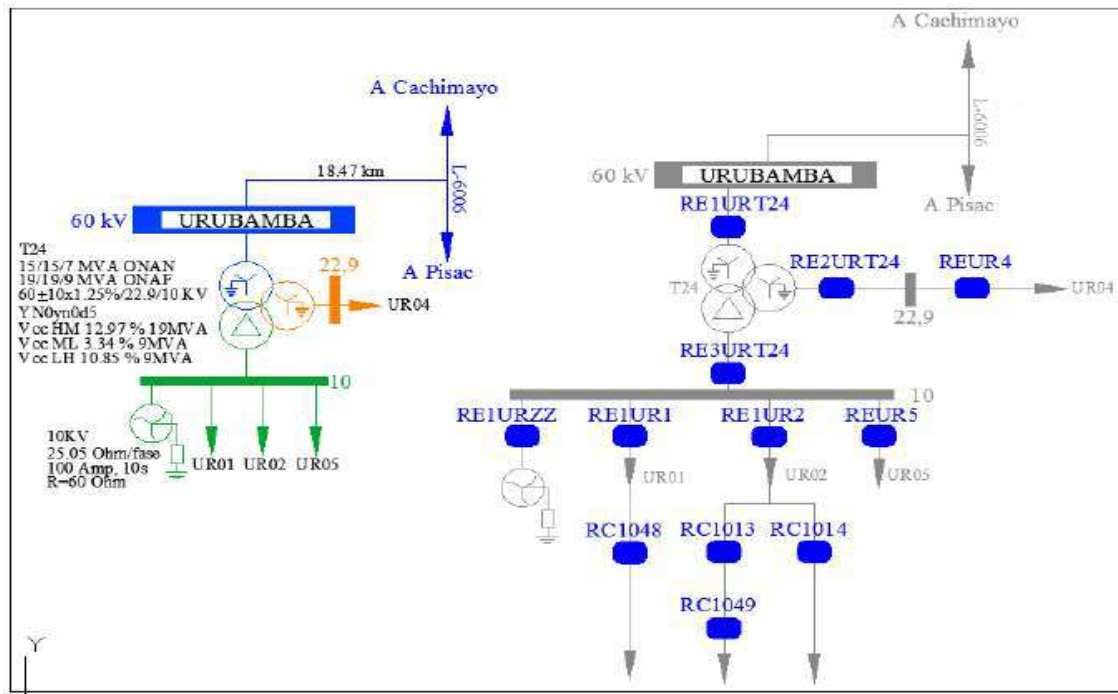 A Cachimayo
L-6006
18.47 km
60 kV
URUBAMBA
A Pisac
T24
15/15/7 MVA ONAN
19/19/9 MVA ONAF
60±10x1.25%/22.9/10 KV
YN0yn0d5
Vcc HM 12.97 % 19MVA
Vcc ML 3.34 % 9MVA
Vcc LH 10.85 % 9MVA
22,9
UR04
10
10KV
25.05 Ohm/fase
100 Amp, 10s
R=60 Ohm
UR01
UR02
UR05
A Cachimayo
L-6006
60 kV
URUBAMBA
A Pisac
RE1URT24
T24
RE2URT24
REUR4
UR04
22,9
RE3URT24
10
RE1URZZ
RE1UR1
RE1UR2
REUR5
UR01
UR02
UR05
RC1048
RC1013
RC1014
RC1049
Y